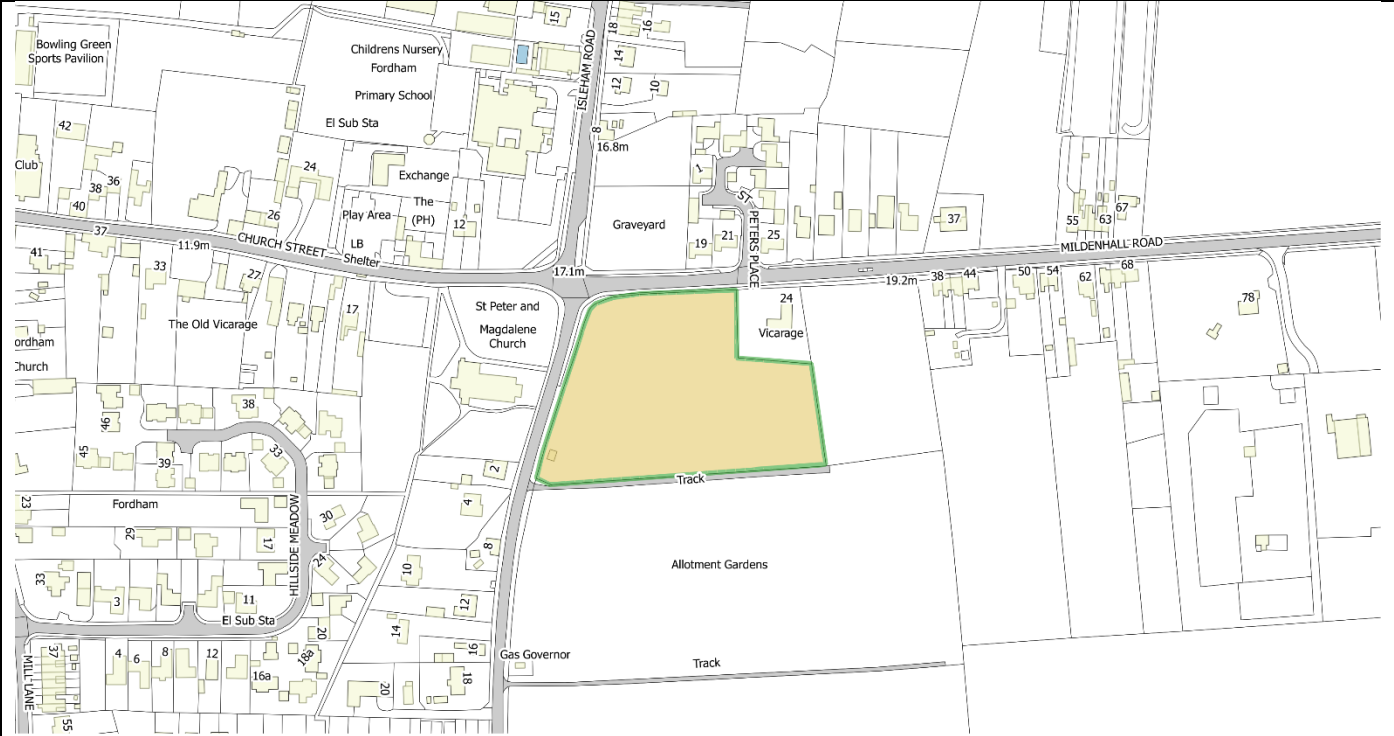 Bowling Green
Sports Pavilion
15
18
16
Childrens Nursery
Fordham
ISLEHAM ROAD
14
12
10
Primary School
El Sub Sta
8
16.8m
42
Club
38
36
40
24
Exchange
1
ST PETERS PLACE
Play Area
The
(PH)
12
26
Graveyard
37
55
63
67
37
11.9m
CHURCH STREET
LB
Shelter
19
21
25
MILDENHALL ROAD
41
33
27
17.1m
19.2m
38
44
50
54
62
68
17
St Peter and
Magdalene
Church
24
Vicarage
78
The Old Vicarage
ordham
Church
38
46
45
39
33
2
Track
23
Fordham
4
30
29
17
HILLSIDE MEADOW
8
24
10
Allotment Gardens
33
3
11
El Sub Sta
12
20
14
37
4
6
8
12
16a
18a
16
18
20
Gas Governor
Track
MILL LANE
55